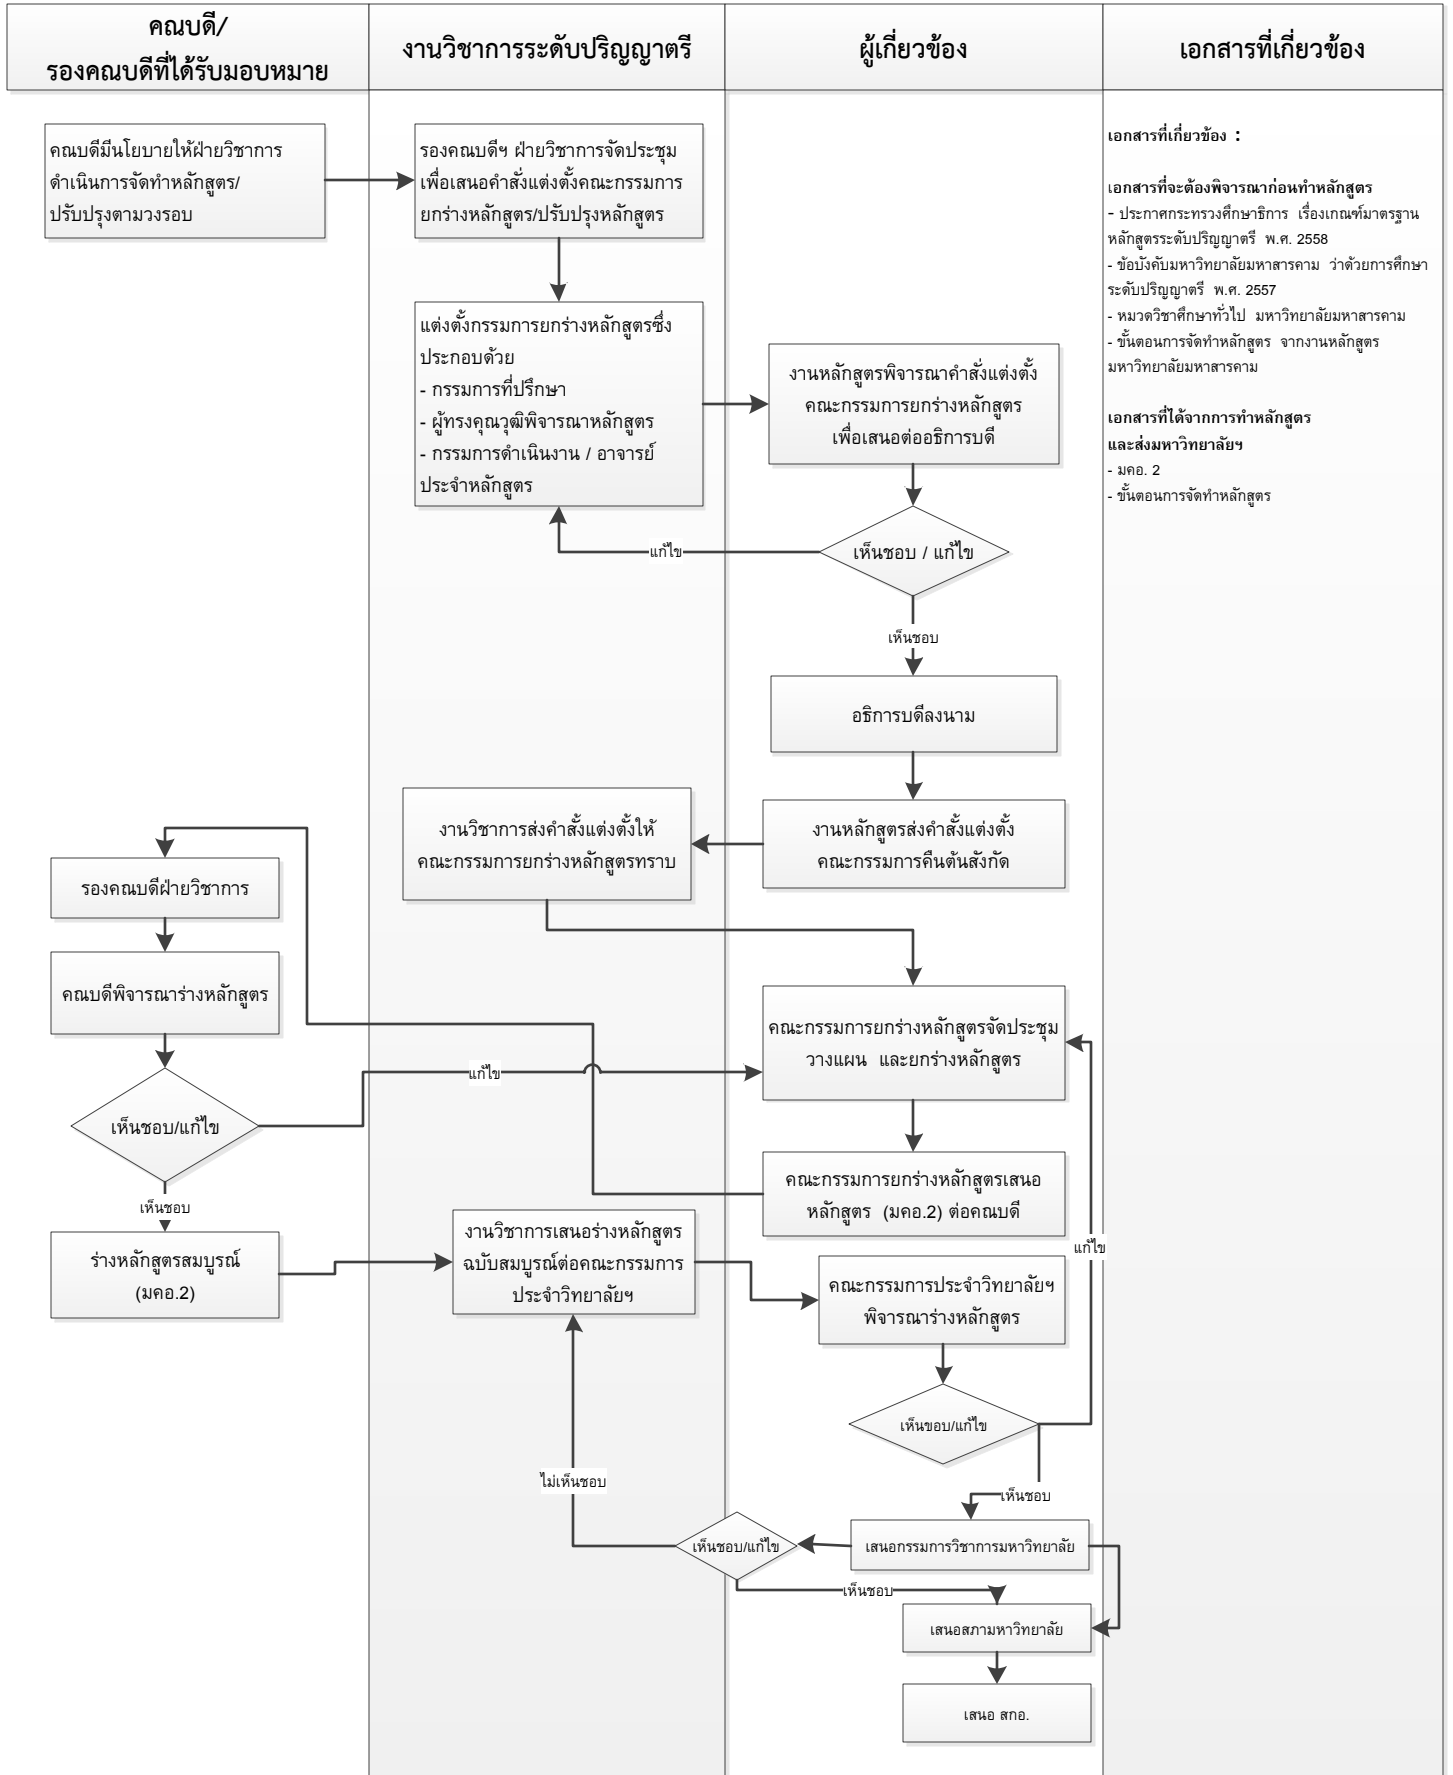 คณบดี/
รองคณบดีที่ได้รับมอบหมาย
งานวิชาการระดับปริญญาตรี
ผู้เกี่ยวข้อง
เอกสารที่เกี่ยวข้อง
คณบดีมีนโยบายให้ฝ่ายวิชาการ
ดำเนินการจัดทำหลักสูตร/
ปรับปรุงตามวงรอบ
รองคณบดีฯ ฝ่ายวิชาการจัดประชุม
เพื่อเสนอคำสั่งแต่งตั้งคณะกรรมการ
ยกร่างหลักสูตร/ปรับปรุงหลักสูตร
เอกสารที่เกี่ยวข้อง :
เอกสารที่จะต้องพิจารณาก่อนทำหลักสูตร
- ประกาศกระทรวงศึกษาธิการ เรื่องเกณฑ์มาตรฐาน
หลักสูตรระดับปริญญาตรี พ.ศ. 2558
- ข้อบังคับมหาวิทยาลัยมหาสารคาม ว่าด้วยการศึกษา
ระดับปริญญาตรี พ.ศ. 2557
- หมวดวิชาศึกษาทั่วไป มหาวิทยาลัยมหาสารคาม
- ขั้นตอนการจัดทำหลักสูตร จากงานหลักสูตร
มหาวิทยาลัยมหาสารคาม
เอกสารที่ได้จากการทำหลักสูตร
และส่งมหาวิทยาลัยฯ
- มคอ. 2
- ขั้นตอนการจัดทำหลักสูตร
แต่งตั้งกรรมการยกร่างหลักสูตรซึ่ง
ประกอบด้วย
- กรรมการที่ปรึกษา
- ผู้ทรงคุณวุฒิพิจารณาหลักสูตร
- กรรมการดำเนินงาน / อาจารย์
ประจำหลักสูตร
งานหลักสูตรพิจารณาคำสั่งแต่งตั้ง
คณะกรรมการยกร่างหลักสูตร
เพื่อเสนอต่ออธิการบดี
แก้ไข
เห็นชอบ / แก้ไข
เห็นชอบ
อธิการบดีลงนาม
งานวิชาการส่งคำสั้งแต่งตั้งให้
คณะกรรมการยกร่างหลักสูตรทราบ
งานหลักสูตรส่งคำสั้งแต่งตั้ง
คณะกรรมการคืนต้นสังกัด
รองคณบดีฝ่ายวิชาการ
คณบดีพิจารณาร่างหลักสูตร
คณะกรรมการยกร่างหลักสูตรจัดประชุม
วางแผน และยกร่างหลักสูตร
แก้ไข
เห็นชอบ/แก้ไข
เห็นชอบ
คณะกรรมการยกร่างหลักสูตรเสนอ
หลักสูตร (มคอ.2) ต่อคณบดี
ร่างหลักสูตรสมบูรณ์
(มคอ.2)
งานวิชาการเสนอร่างหลักสูตร
ฉบับสมบูรณ์ต่อคณะกรรมการ
ประจำวิทยาลัยฯ
แก้ไข
คณะกรรมการประจำวิทยาลัยฯ
พิจารณาร่างหลักสูตร
เห็นขอบ/แก้ไข
ไม่เห็นชอบ
เห็นชอบ
เห็นชอบ/แก้ไข
เสนอกรรมการวิชาการมหาวิทยาลัย
เห็นชอบ
เสนอสภามหาวิทยาลัย
เสนอ สกอ.